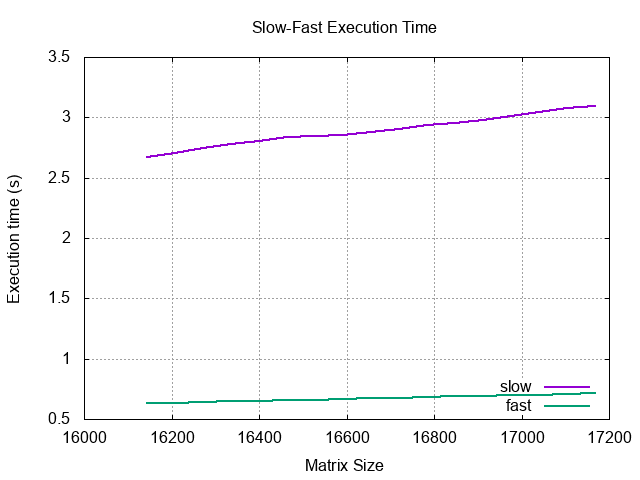 Slow-Fast Execution Time
3.5
3
2.5
2
1.5
1
0.5
Execution time (s)
slow
fast
16000 16200 16400 16600 16800 17000 17200
Matrix Size